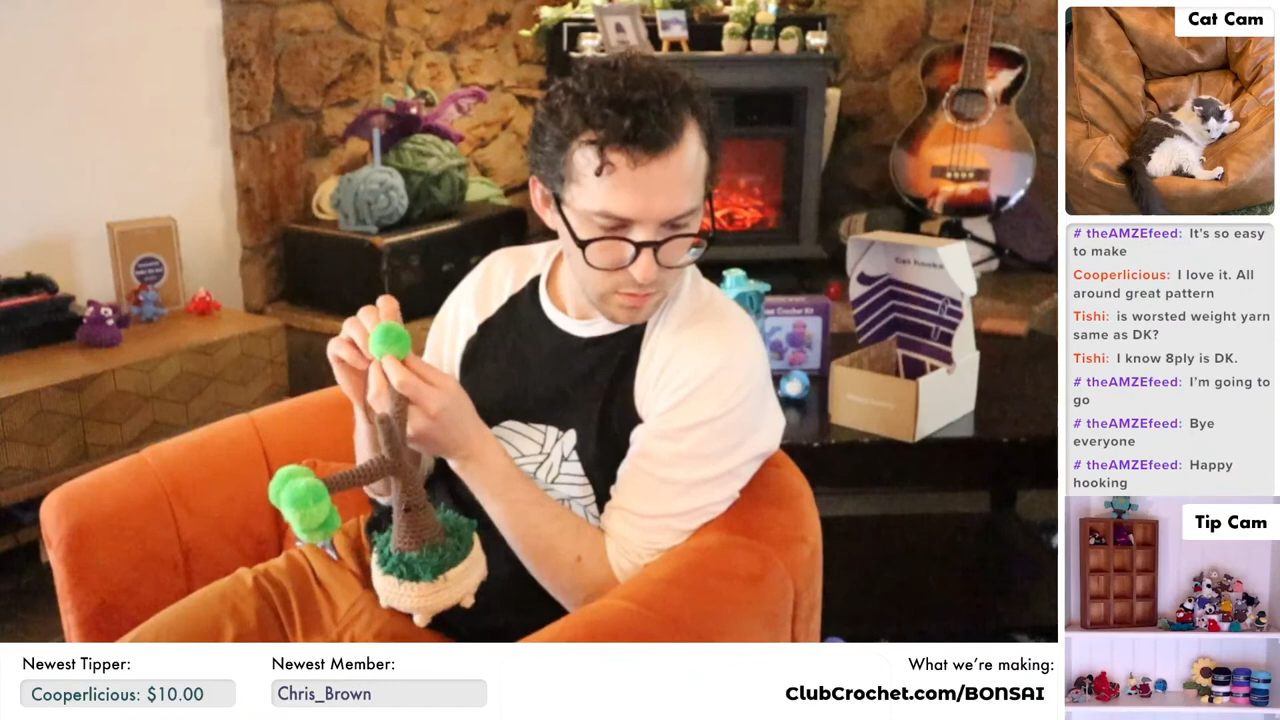 Cat Cam
# theAMZEfeed: It's so easy
to make
Cooperlicious: I love it. All
around great pattern
Tishi: is worsted weight yarn
same as DK?
Tishi: I know 8ply is DK.
# theAMZEfeed: I'm going to
go
# theAMZEfeed: Bye
everyone
# theAMZEfeed: Happy
hooking
Tip Cam
Crochet Kit
Newest Tipper:
Cooperlicious: $10.00
Newest Member:
Chris_Brown
What we're making:
ClubCrochet.com/BONSAI